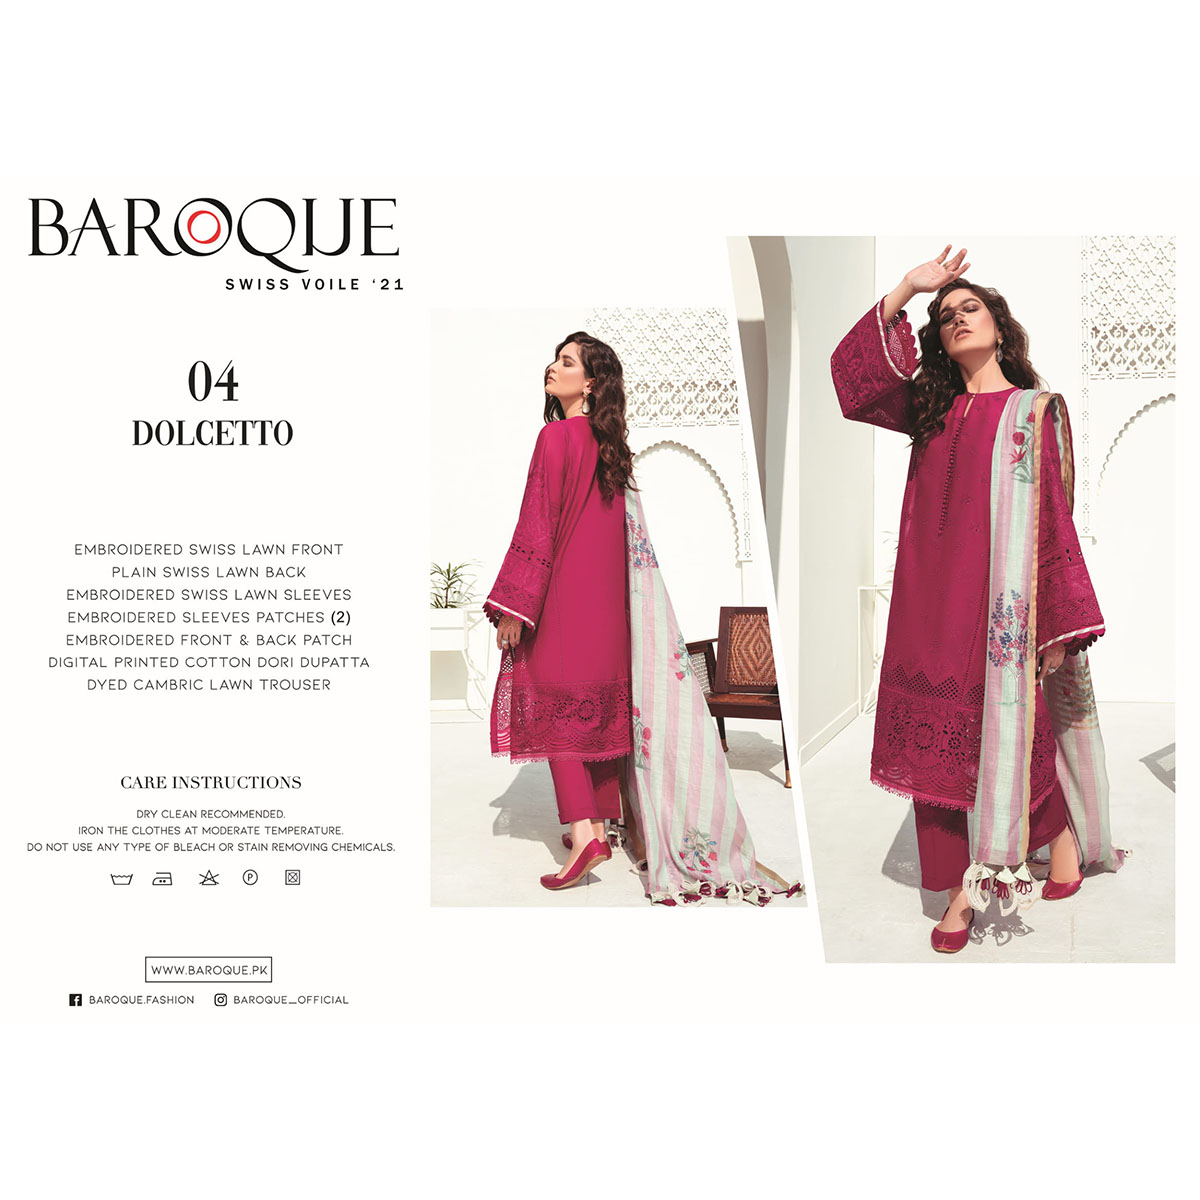 BAROQUE
SWISS VOILE ‘21
04
DOLCETTO
EMBROIDERED SWISS LAWN FRONT
PLAIN SWISS LAWN BACK
EMBROIDERED SWISS LAWN SLEEVES
EMBROIDERED SLEEVES PATCHES (2)
EMBROIDERED FRONT & BACK PATCH
DIGITAL PRINTED COTTON DORI DUPATTA
DYED CAMBRIC LAWN TROUSER
CARE INSTRUCTIONS
DRY CLEAN RECOMMENDED.
IRON THE CLOTHES AT MODERATE TEMPERATURE.
DO NOT USE ANY TYPE OF BLEACH OR STAIN REMOVING CHEMICALS.
P
WWW.BAROQUE.PK
BAROQUE.FASHION BAROQUE_OFFICIAL